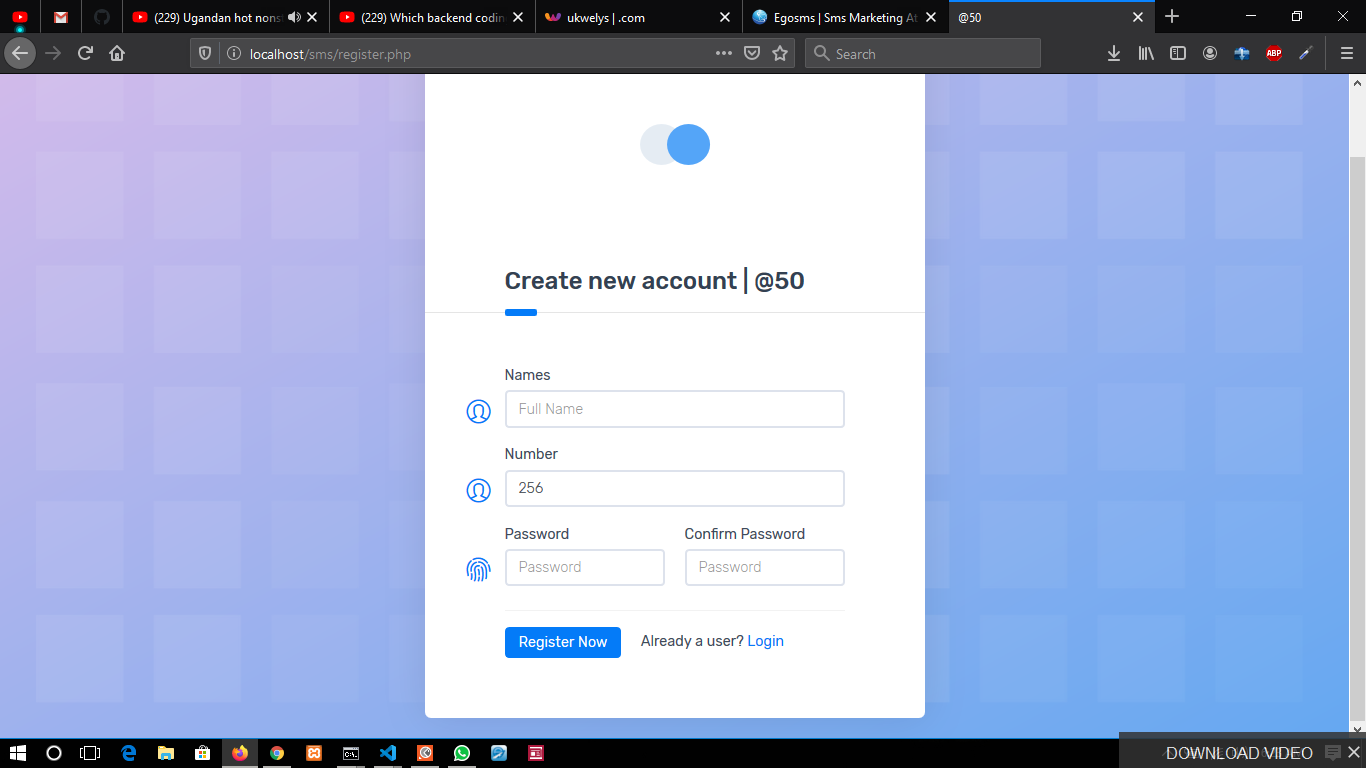 (229) Ugandan hot nonst
(229) Which backend codin
ukwelys | .com
Egosms | Sms Marketing At
@50
localhost/sms/register.php
Search
ABP
Create new account | @50
Names
Full Name
Number
256
Password
Confirm Password
Password
Password
Register Now
Already a user? Login
DOWNLOAD VIDEO